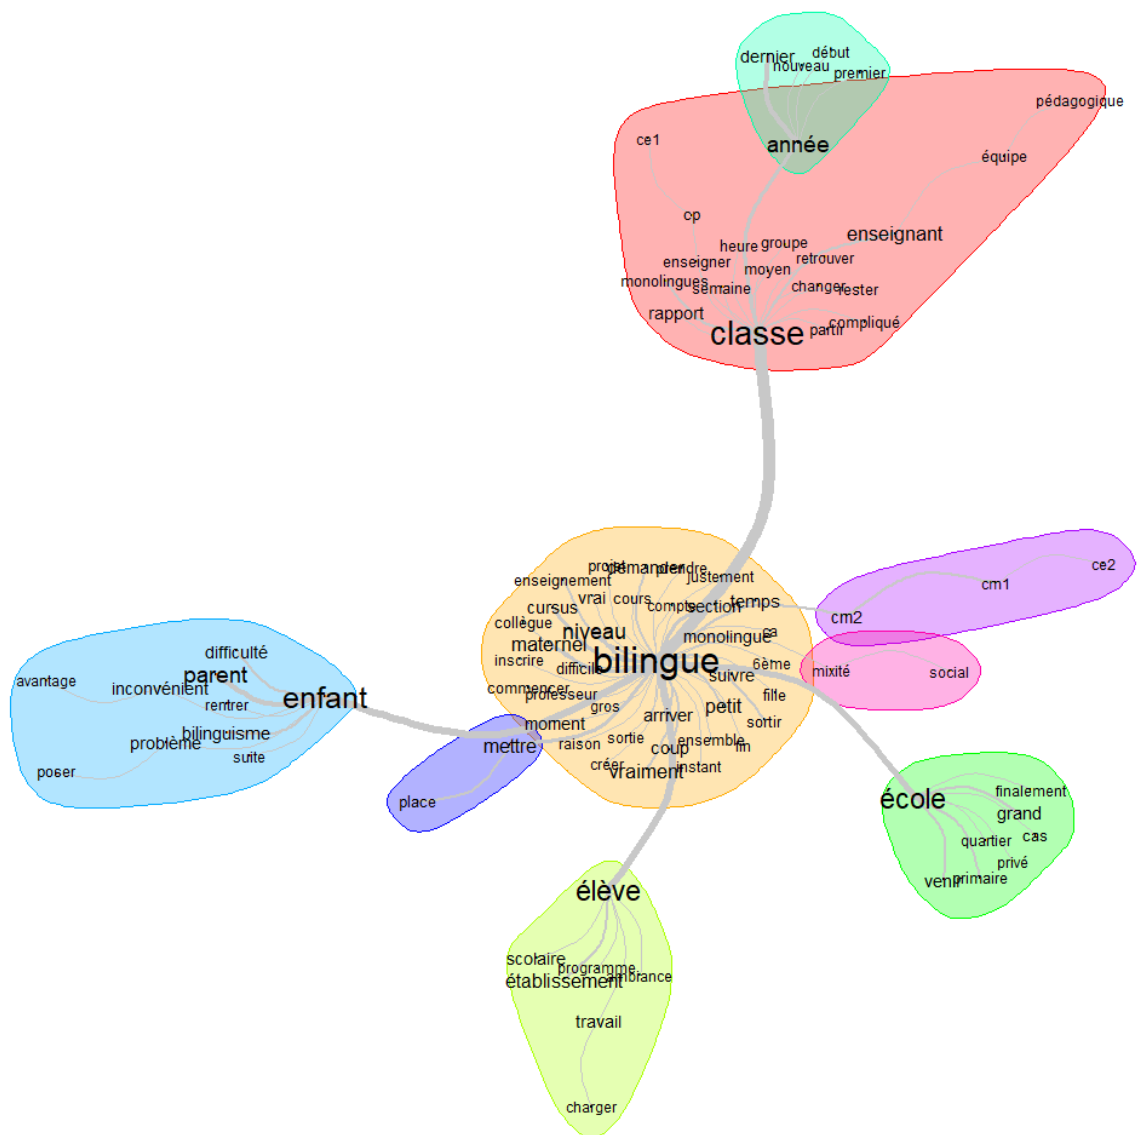 dernier
début
nouveau
premier
année
pédagogique
ce1
équipe
cp
enseignant
heure
groupe
enseigner
retrouver
moyen
monolingues
semaine
changer
rester
rapport
classe
partir
compliqué
projet
demander
prendre
enseignement
justement
vrai
cours
compte
section
temps
cursus
collègue
niveau
monolingue
ça
maternel
bilingue
inscrire
difficile
suivre
6ème
commencer
professeur
gros
petit
fille
moment
arriver
sortir
mettre
raison
sortie
coup
ensemble
fin
créer
vraiment
instant
place
cm2
cm1
ce2
mixité
social
difficulté
parent
avantage
inconvénient
rentrer
enfant
bilinguisme
problème
suite
poser
école
finalement
grand
cas
quartier
privé
venir
primaire
élève
scolaire
programme
ambiance
établissement
travail
charger